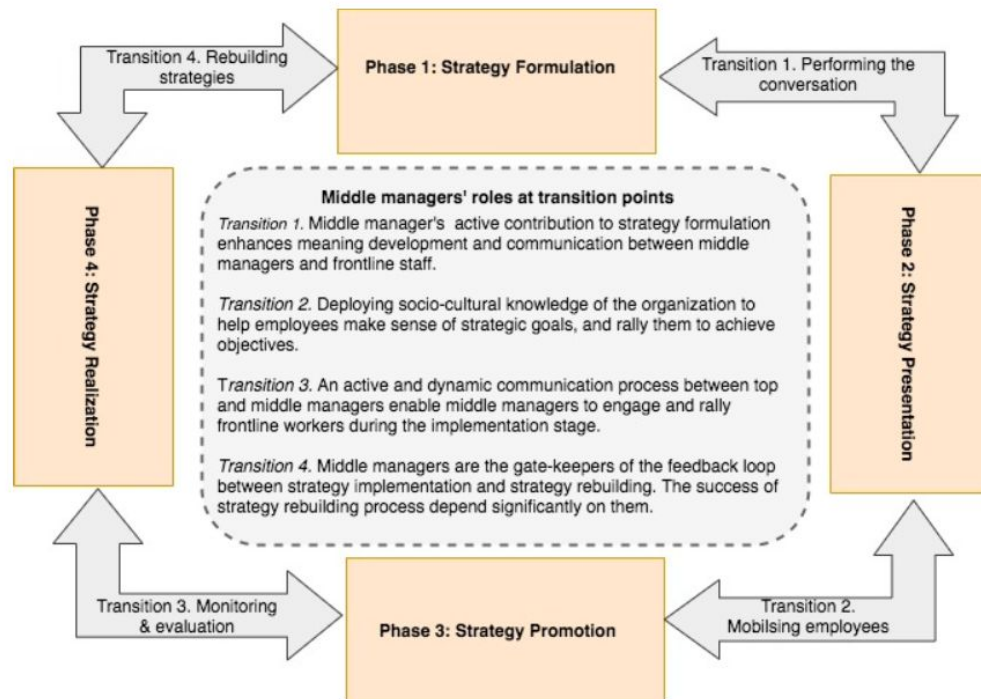 Transition 4. Rebuilding
strategies
Phase 1: Strategy Formulation
Transition 1. Performing the
conversation
Phase 4: Strategy Realization
Middle managers' roles at transition points
Transition 1. Middle manager's active contribution to strategy formulation
enhances meaning development and communication between middle
managers and frontline staff.
Transition 2. Deploying socio-cultural knowledge of the organization to
help employees make sense of strategic goals, and rally them to achieve
objectives.
Transition 3. An active and dynamic communication process between top
and middle managers enable middle managers to engage and rally
frontline workers during the implementation stage.
Transition 4. Middle managers are the gate-keepers of the feedback loop
between strategy implementation and strategy rebuilding. The success of
strategy rebuilding process depend significantly on them.
Phase 2: Strategy Presentation
Transition 3. Monitoring
& evaluation
Phase 3: Strategy Promotion
Transition 2.
Mobilsing employees